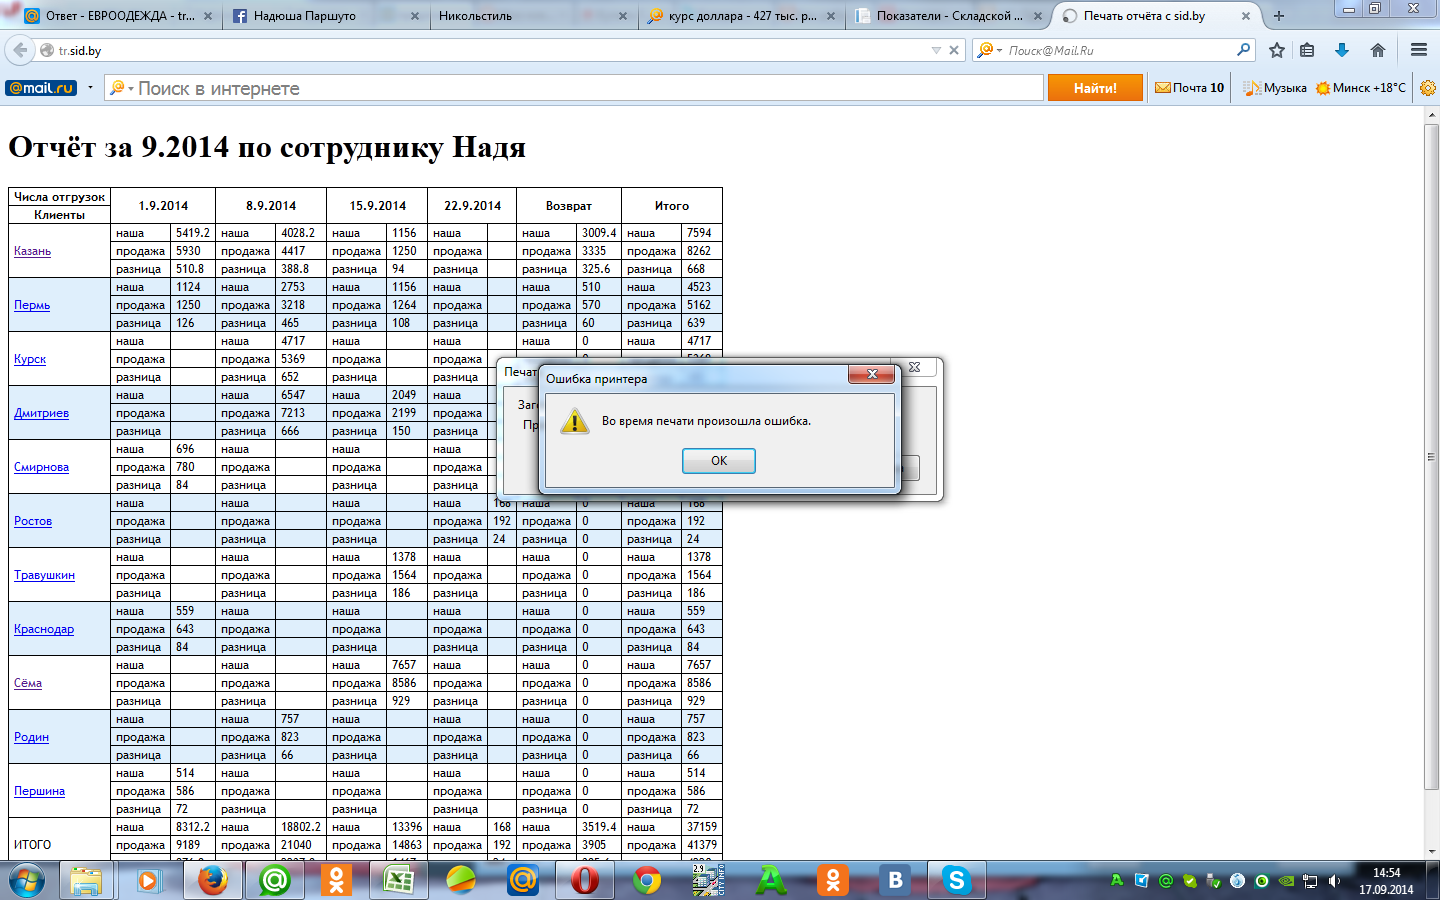 Ответ - ЕВРООДЕЖДА - tr... Надюша Паршуто Никольстиль курс доллара - 427 тыс. р... Показатели - Складской ... Печать отчёта с sid.by
tr.sid.by Поиск@Mail.Ru
@mail.ru Поиск в интернете Найти! Почта 10 Музыка Минск +18°C
Отчёт за 9.2014 по сотруднику Надя
Числа отгрузок 1.9.2014 8.9.2014 15.9.2014 22.9.2014 Возврат Итого
Клиенты
наша 5419.2 наша 4028.2 наша 1156 наша наша 3009.4 наша 7594
Казань продажа 5930 продажа 4417 продажа 1250 продажа продажа 3335 продажа 8262
разница 510.8 разница 388.8 разница 94 разница разница 325.6 разница 668
наша 1124 наша 2753 наша 1156 наша наша 510 наша 4523
Пермь продажа 1250 продажа 3218 продажа 1264 продажа продажа 570 продажа 5162
разница 126 разница 465 разница 108 разница разница 60 разница 639
наша наша 4717 наша наша наша 0 наша 4717
Курск продажа продажа 5369 продажа продажа
разница разница 652 разница разница
наша наша 6547 наша 2049 наша
Дмитриев продажа продажа 7213 продажа 2199 продажа
разница разница 666 разница 150 разница
наша 696 наша наша наша
Смирнова продажа 780 продажа продажа продажа
разница 84 разница разница разница
наша наша наша наша 168 наша 0 наша 168
Ростов продажа продажа продажа продажа 192 продажа 0 продажа 192
разница разница разница разница 24 разница 0 разница 24
наша наша наша 1378 наша наша 0 наша 1378
Травушкин продажа продажа продажа 1564 продажа продажа 0 продажа 1564
разница разница разница 186 разница разница 0 разница 186
наша 559 наша наша наша наша 0 наша 559
Краснодар продажа 643 продажа продажа продажа продажа 0 продажа 643
разница 84 разница разница разница разница 0 разница 84
наша наша наша 7657 наша наша 0 наша 7657
Сёма продажа продажа продажа 8586 продажа продажа 0 продажа 8586
разница разница разница 929 разница разница 0 разница 929
наша наша 757 наша наша наша 0 наша 757
Родин продажа продажа 823 продажа продажа продажа 0 продажа 823
разница разница 66 разница разница разница 0 разница 66
наша 514 наша наша наша наша 0 наша 514
Першина продажа 586 продажа продажа продажа продажа 0 продажа 586
разница 72 разница разница разница разница 0 разница 72
наша 8312.2 наша 18802.2 наша 13396 наша 168 наша 3519.4 наша 37159
ИТОГО продажа 9189 продажа 21040 продажа 14863 продажа 192 продажа 3905 продажа 41379
Печат
Заго
Пр
Ошибка принтера
Во время печати произошла ошибка.
OK
2.9
CITY INFO
14:54
17.09.2014